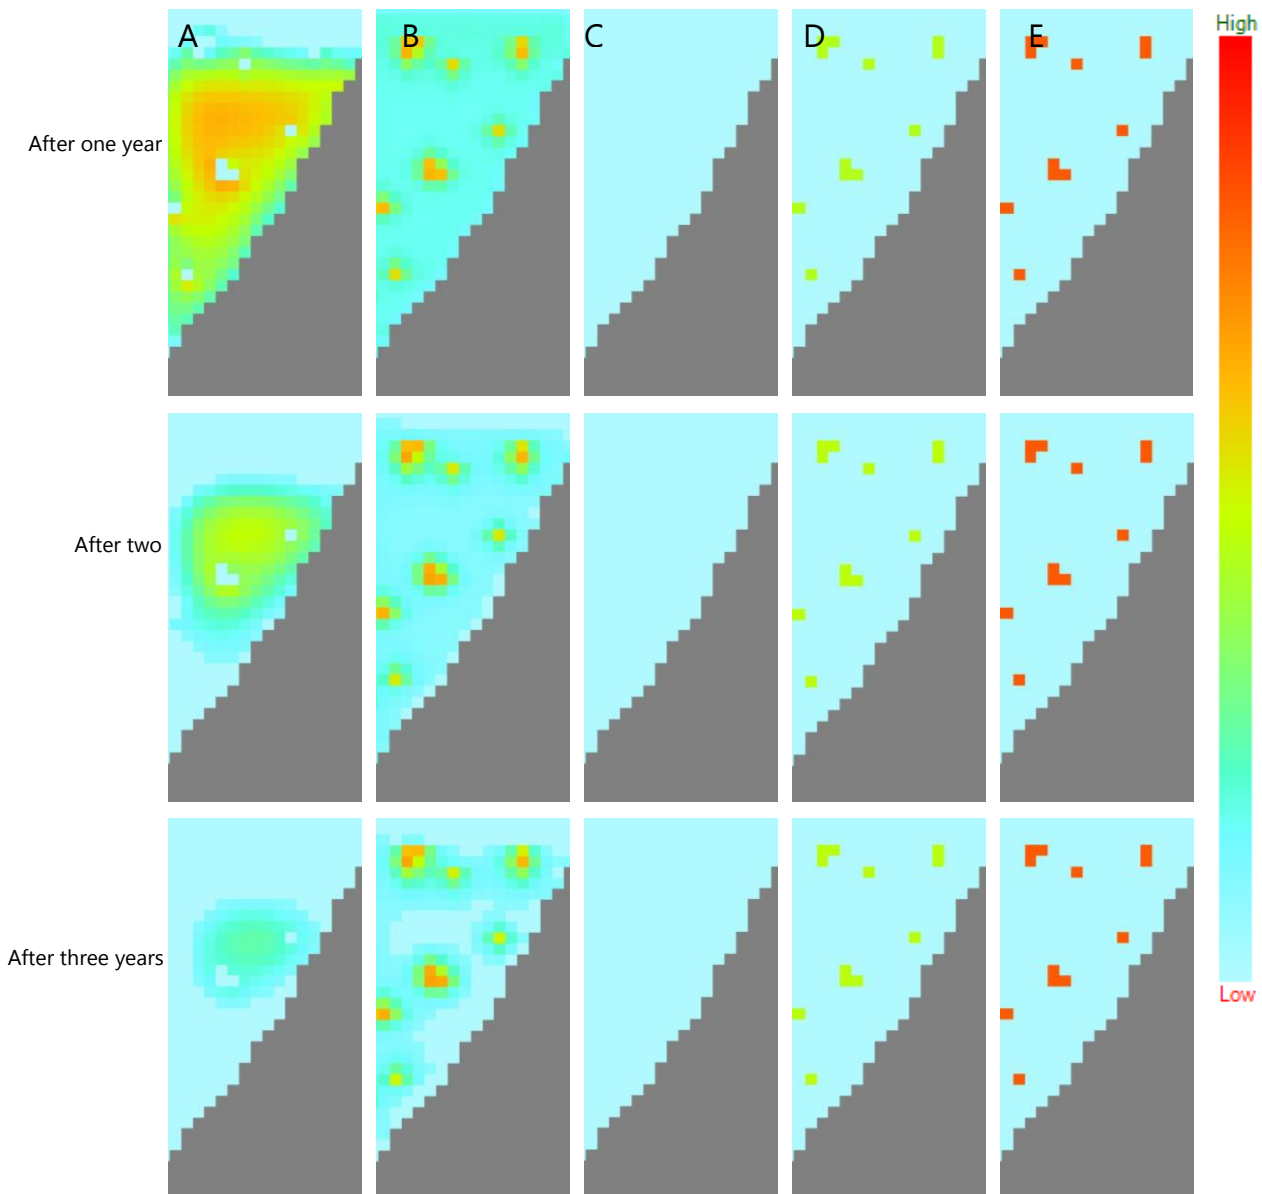 A B C D E
High
After one year
After two
After three years
Low